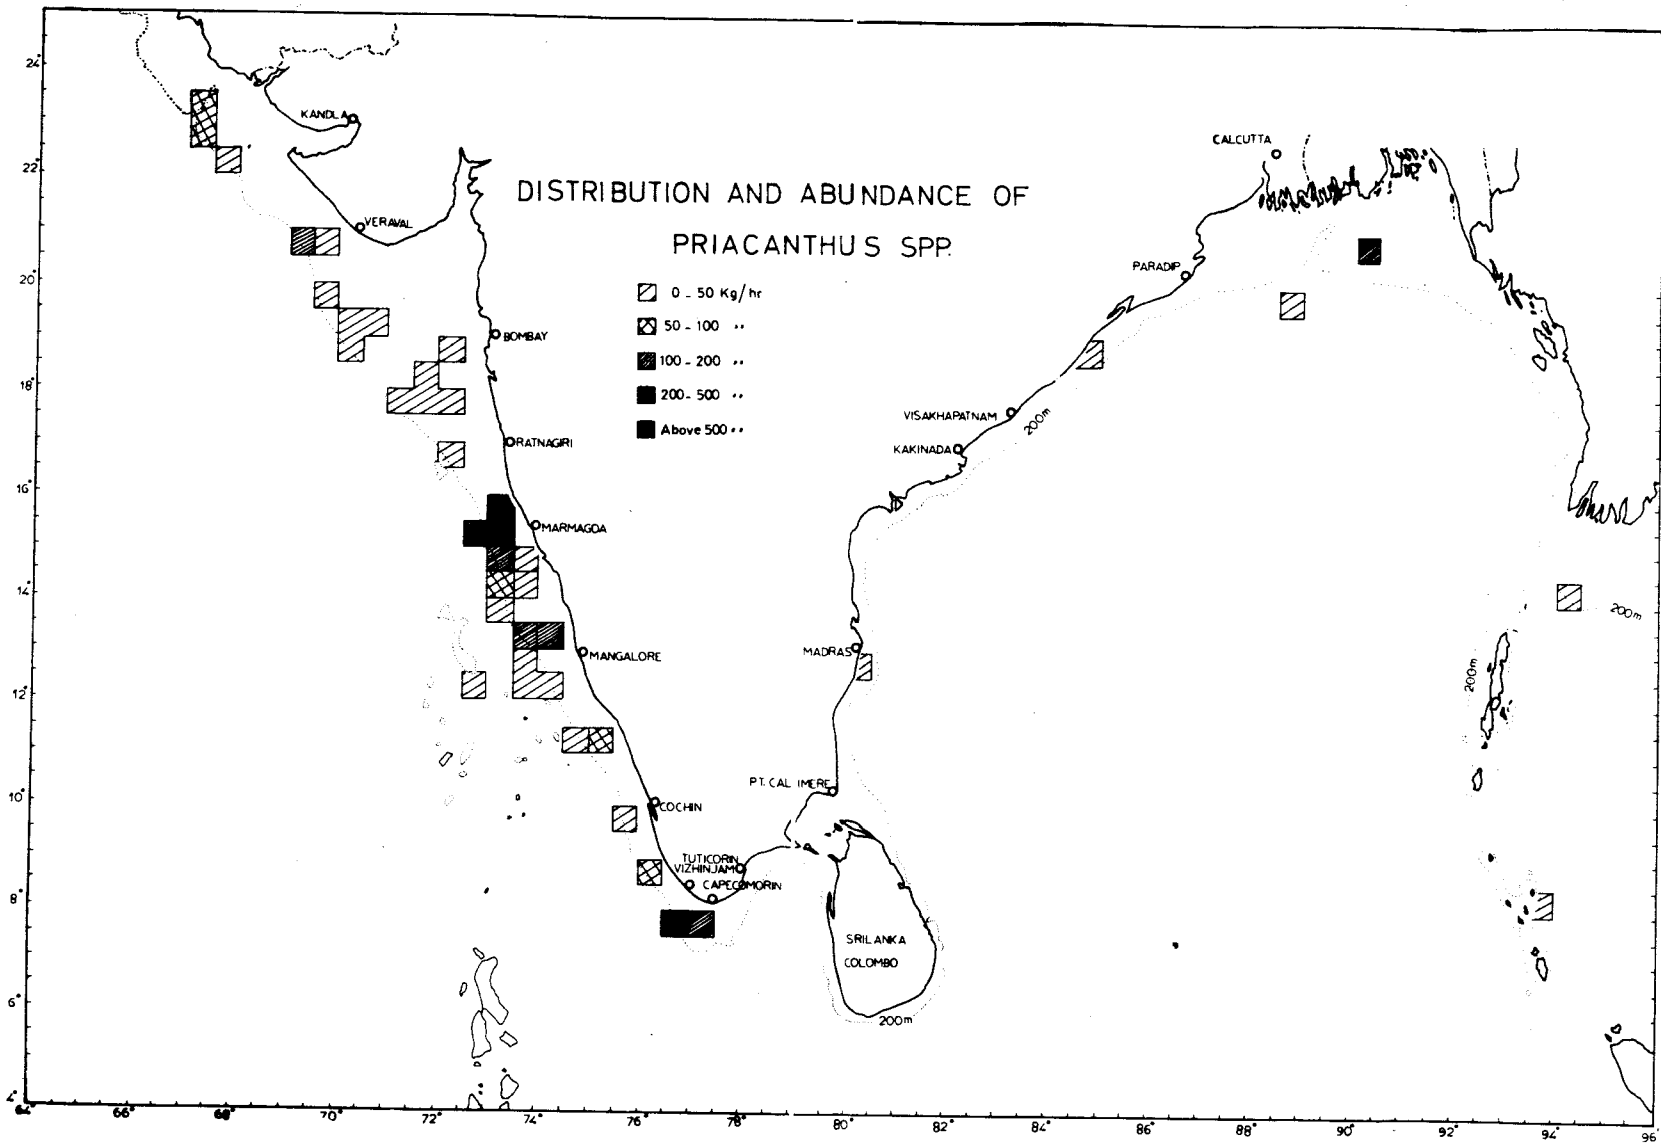 24°
22°
20°
18°
16°
14°
12°
10°
8°
6°
4°
KANDLA
VERAVAL
CALCUTTA
DISTRIBUTION AND ABUNDANCE OF
PRIACANTHUS SPP.
0 - 50 Kg/hr
50 - 100 ,,
100 - 200 ,,
200 - 500 ,,
Above 500 ,,
BOMBAY
RATNAGIRI
MARMAGOA
MANGALORE
COCHIN
TUTICORIN
VIZHINJAM
CAPECOMORIN
PARADIP
VISAKHAPATNAM
KAKINADA
200m
MADRAS
PT. CAL IMERE
SRILANKA
COLOMBO
200m
200m
200m
64° 66° 68° 70° 72° 74° 76° 78° 80° 82° 84° 86° 88° 90° 92° 94° 96°